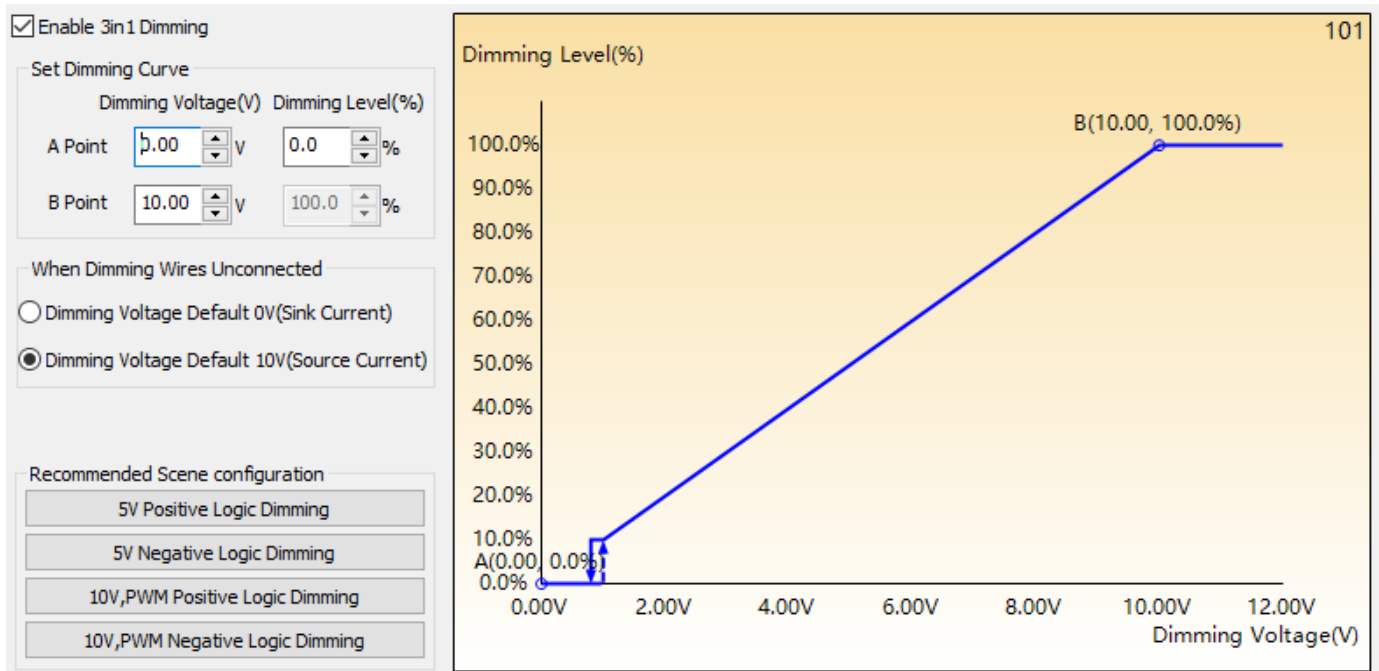 Enable 3in1 Dimming
Set Dimming Curve
Dimming Voltage(V) Dimming Level(%)
A Point 0.00 V 0.0 %
B Point 10.00 V 100.0 %
When Dimming Wires Unconnected
Dimming Voltage Default 0V(Sink Current)
Dimming Voltage Default 10V(Source Current)
Recommended Scene configuration
5V Positive Logic Dimming
5V Negative Logic Dimming
10V,PWM Positive Logic Dimming
10V,PWM Negative Logic Dimming
101
Dimming Level(%)
B(10.00, 100.0%)
100.0%
90.0%
80.0%
70.0%
60.0%
50.0%
40.0%
30.0%
20.0%
10.0%
A(0.00, 0.0%)
0.0%
0.00V 2.00V 4.00V 6.00V 8.00V 10.00V 12.00V
Dimming Voltage(V)